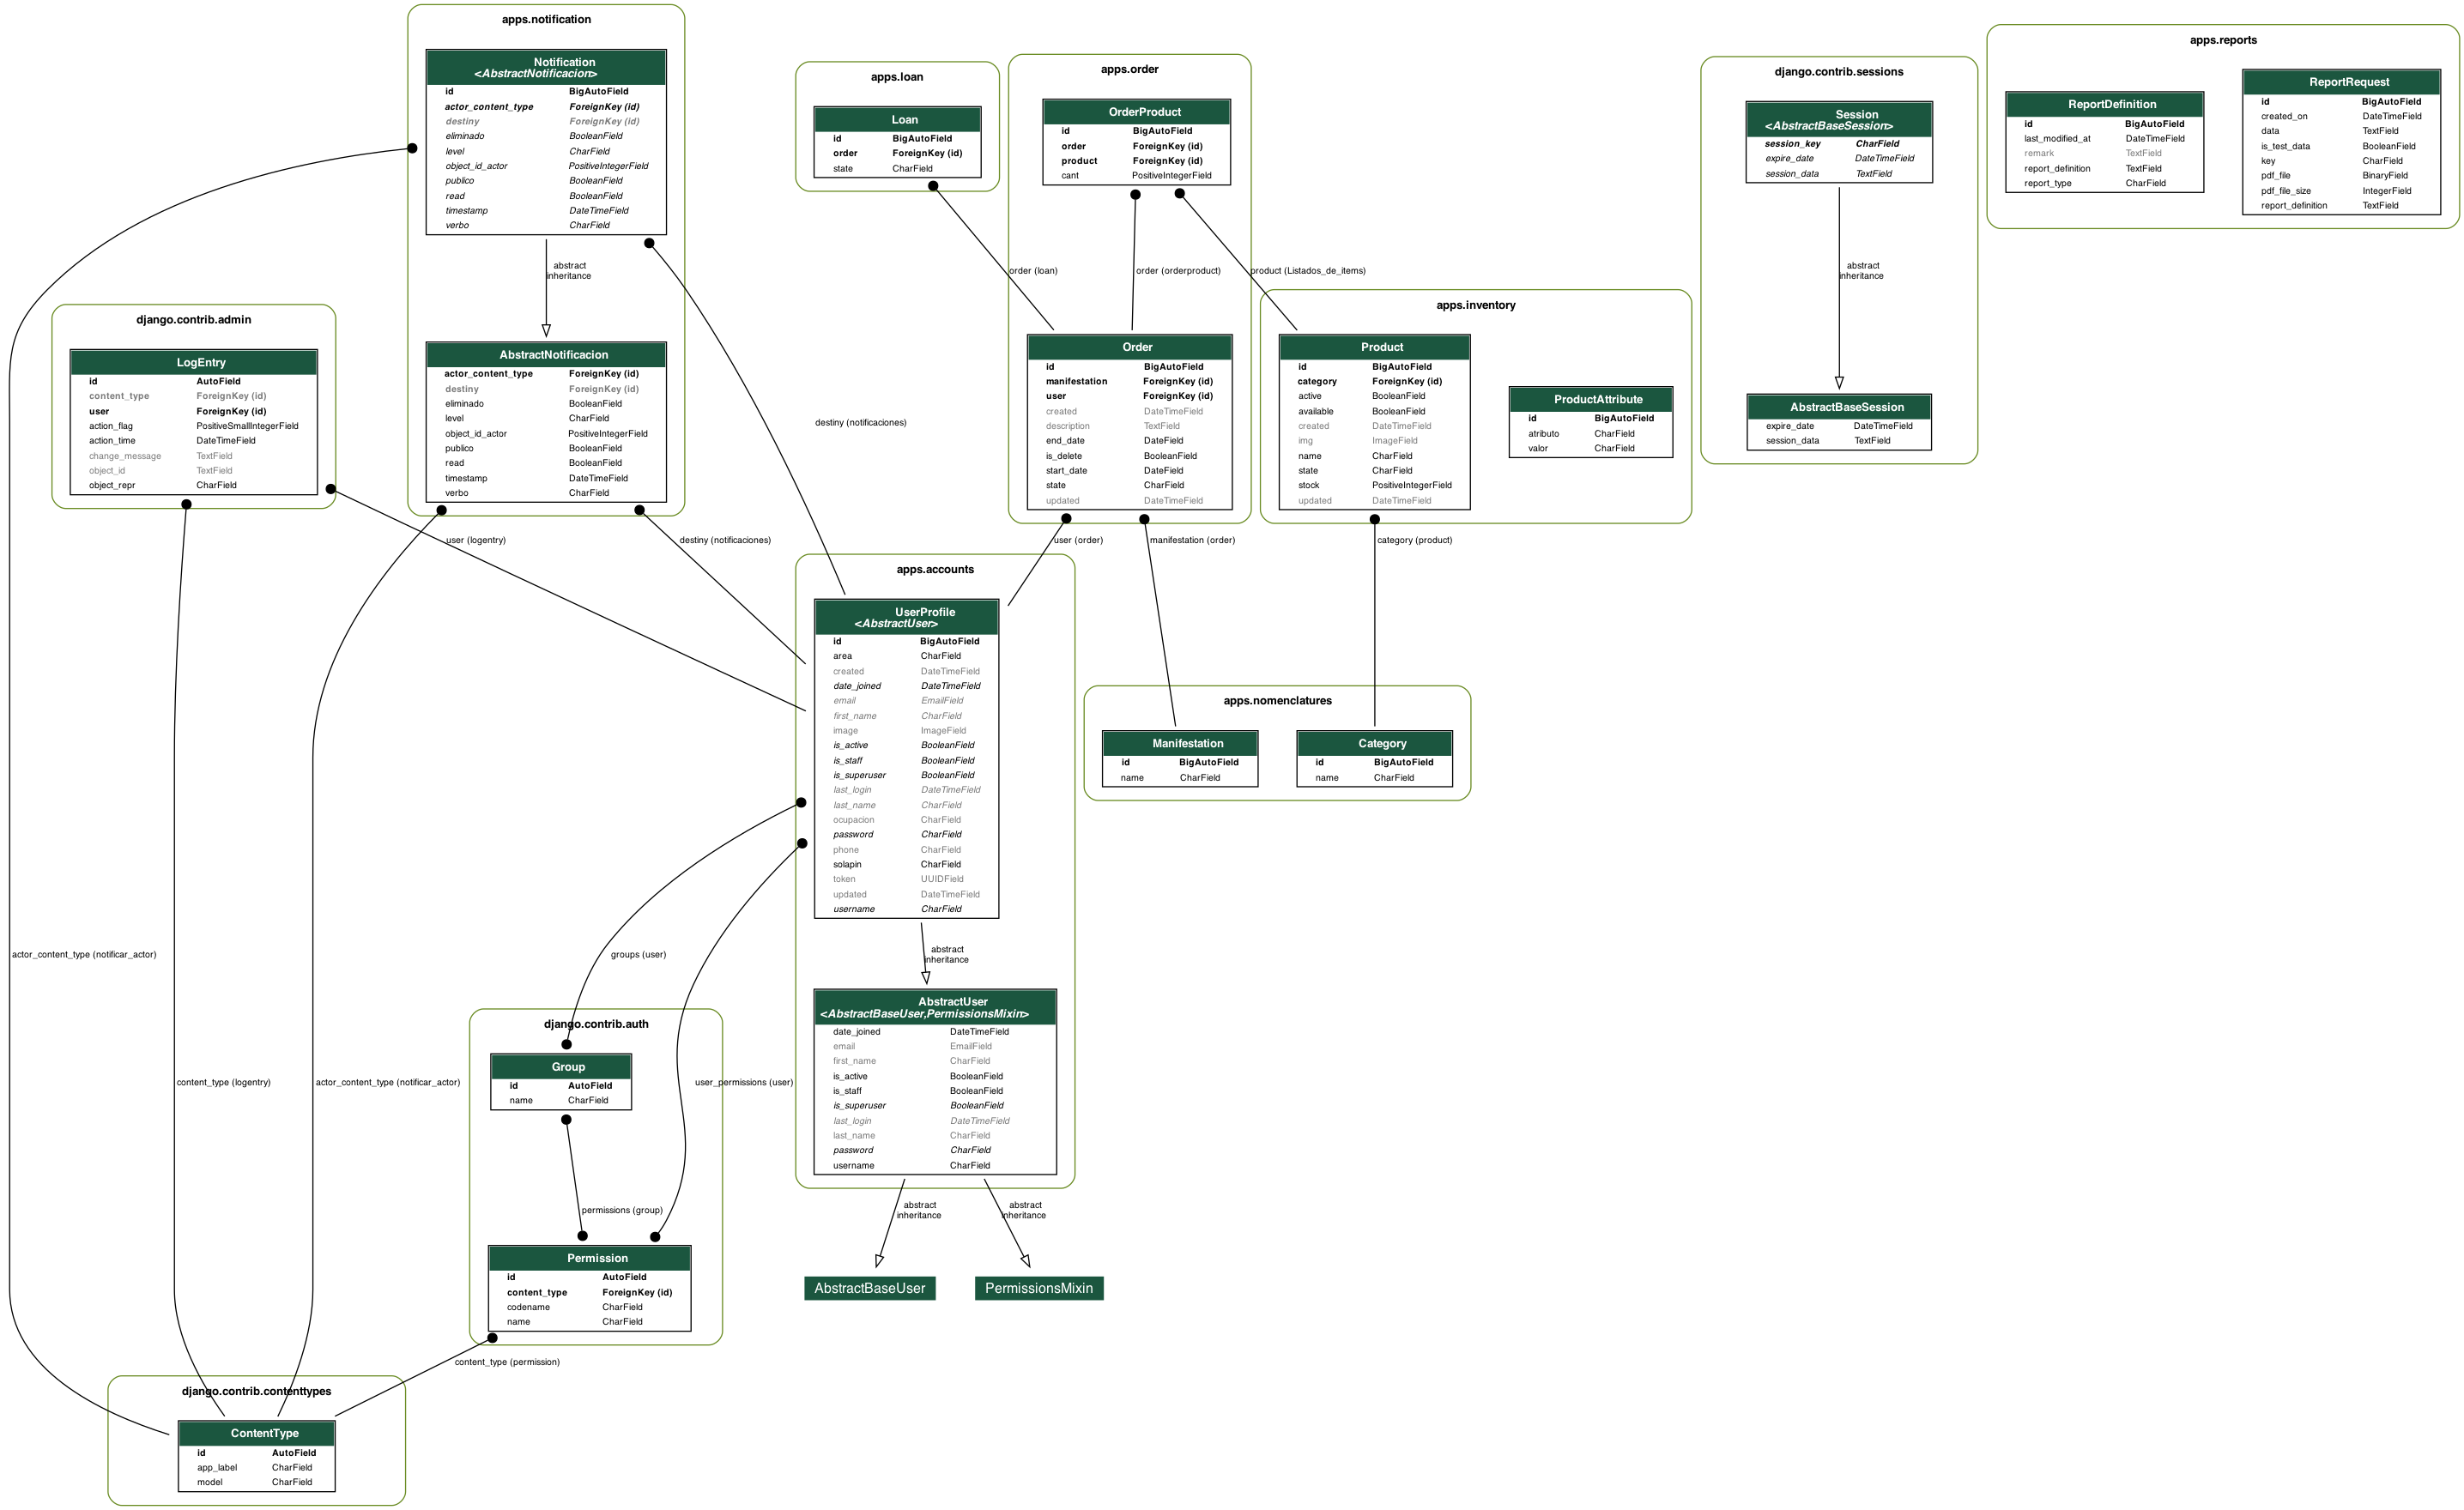 apps.notification
Notification
<AbstractNotificacion>
id BigAutoField
actor_content_type ForeignKey (id)
destiny ForeignKey (id)
eliminado BooleanField
level CharField
object_id_actor PositiveIntegerField
publico BooleanField
read BooleanField
timestamp DateTimeField
verbo CharField
abstract
inheritance
AbstractNotificacion
actor_content_type ForeignKey (id)
destiny ForeignKey (id)
eliminado BooleanField
level CharField
object_id_actor PositiveIntegerField
publico BooleanField
read BooleanField
timestamp DateTimeField
verbo CharField
apps.loan
Loan
id BigAutoField
order ForeignKey (id)
state CharField
apps.order
OrderProduct
id BigAutoField
order ForeignKey (id)
product ForeignKey (id)
cant PositiveIntegerField
order (loan)
order (orderproduct)
product (Listados_de_items)
Order
id BigAutoField
manifestation ForeignKey (id)
user ForeignKey (id)
created DateTimeField
description TextField
end_date DateField
is_delete BooleanField
start_date DateField
state CharField
updated DateTimeField
apps.inventory
Product
id BigAutoField
category ForeignKey (id)
active BooleanField
available BooleanField
created DateTimeField
img ImageField
name CharField
state CharField
stock PositiveIntegerField
updated DateTimeField
ProductAttribute
id BigAutoField
atributo CharField
valor CharField
django.contrib.sessions
Session
<AbstractBaseSession>
session_key CharField
expire_date DateTimeField
session_data TextField
abstract
inheritance
AbstractBaseSession
expire_date DateTimeField
session_data TextField
apps.reports
ReportDefinition
id BigAutoField
last_modified_at DateTimeField
remark TextField
report_definition TextField
report_type CharField
ReportRequest
id BigAutoField
created_on DateTimeField
data TextField
is_test_data BooleanField
key CharField
pdf_file BinaryField
pdf_file_size IntegerField
report_definition TextField
django.contrib.admin
LogEntry
id AutoField
content_type ForeignKey (id)
user ForeignKey (id)
action_flag PositiveSmallIntegerField
action_time DateTimeField
change_message TextField
object_id TextField
object_repr CharField
destiny (notificaciones)
user (logentry)
destiny (notificaciones)
user (order)
manifestation (order)
category (product)
apps.accounts
UserProfile
<AbstractUser>
id BigAutoField
area CharField
created DateTimeField
date_joined DateTimeField
email EmailField
first_name CharField
image ImageField
is_active BooleanField
is_staff BooleanField
is_superuser BooleanField
last_login DateTimeField
last_name CharField
ocupacion CharField
password CharField
phone CharField
solapin CharField
token UUIDField
updated DateTimeField
username CharField
abstract
inheritance
AbstractUser
<AbstractBaseUser,PermissionsMixin>
date_joined DateTimeField
email EmailField
first_name CharField
is_active BooleanField
is_staff BooleanField
is_superuser BooleanField
last_login DateTimeField
last_name CharField
password CharField
username CharField
abstract
inheritance
abstract
inheritance
AbstractBaseUser
PermissionsMixin
apps.nomenclatures
Manifestation
id BigAutoField
name CharField
Category
id BigAutoField
name CharField
actor_content_type (notificar_actor)
groups (user)
content_type (logentry)
actor_content_type (notificar_actor)
user_permissions (user)
django.contrib.auth
Group
id AutoField
name CharField
permissions (group)
Permission
id AutoField
content_type ForeignKey (id)
codename CharField
name CharField
content_type (permission)
django.contrib.contenttypes
ContentType
id AutoField
app_label CharField
model CharField